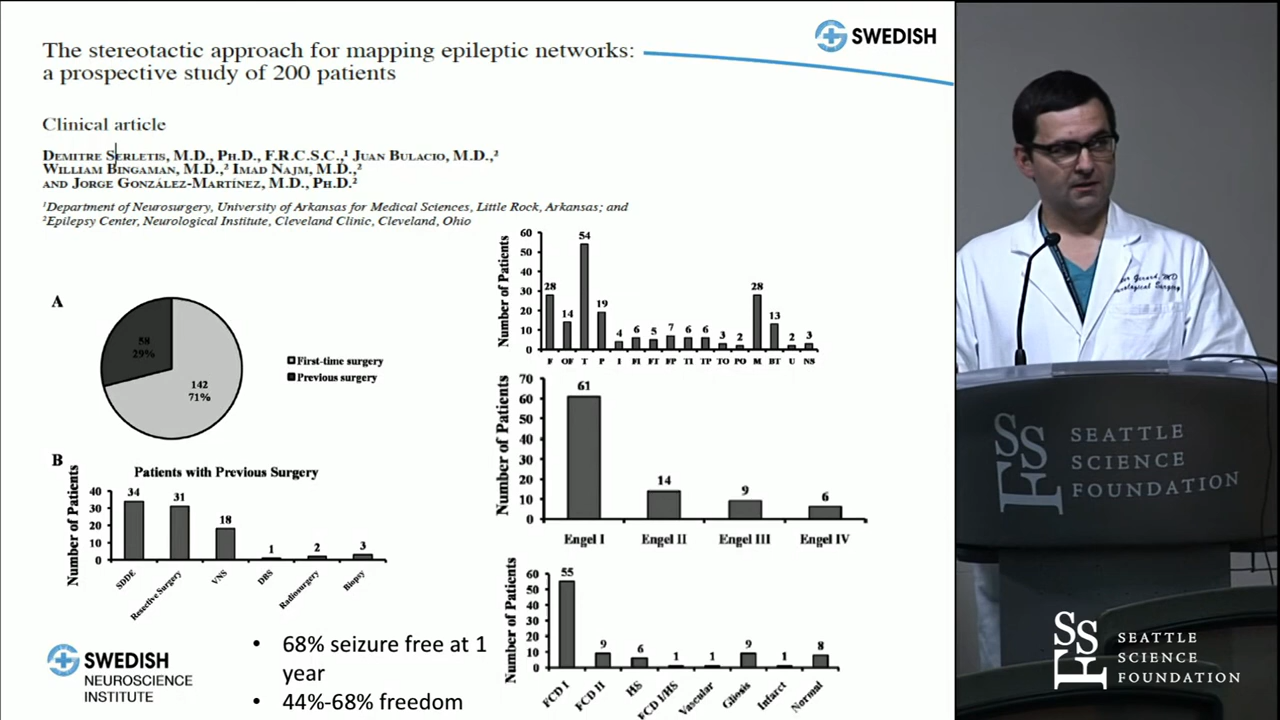 The stereotactic approach for mapping epileptic networks:
a prospective study of 200 patients
SWEDISH
Clinical article
DEMITRE SERLETIS, M.D., PH.D., F.R.C.S.C.,¹ JUAN BULACIO, M.D.,²
WILLIAM BINGAMAN, M.D.,² IMAD NAJM, M.D.,²
AND JORGE GONZÁLEZ-MARTÍNEZ, M.D., PH.D.²
¹Department of Neurosurgery, University of Arkansas for Medical Sciences, Little Rock, Arkansas; and
²Epilepsy Center, Neurological Institute, Cleveland Clinic, Cleveland, Ohio
A
58
29%
142
71%
First-time surgery
Previous surgery
B
Patients with Previous Surgery
Number of Patients
40
30
20
10
0
34 31 18 1 2 3
SDDE Resective Surgery VNS DBS Radiosurgery Biopsy
Number of Patients
60
50
40
30
20
10
0
28 14 54 19 4 6 5 7 6 6 3 2 28 13 2 3
F OF T P I FI FT FP TI TP TO PO M BT U NS
Number of Patients
70
60
50
40
30
20
10
0
61 14 9 6
Engel I Engel II Engel III Engel IV
Number of Patients
60
50
40
30
20
10
0
55 9 6 1 1 9 1 8
FCD I FCD II HS FCD I/HS Vascular Gliosis Infarct Normal
SWEDISH
NEUROSCIENCE
INSTITUTE
• 68% seizure free at 1
year
• 44%-68% freedom
Jerard, MD
Surgery
SSF
SEATTLE
SCIENCE
FOUNDATION
SSF
SEATTLE
SCIENCE
FOUNDATION